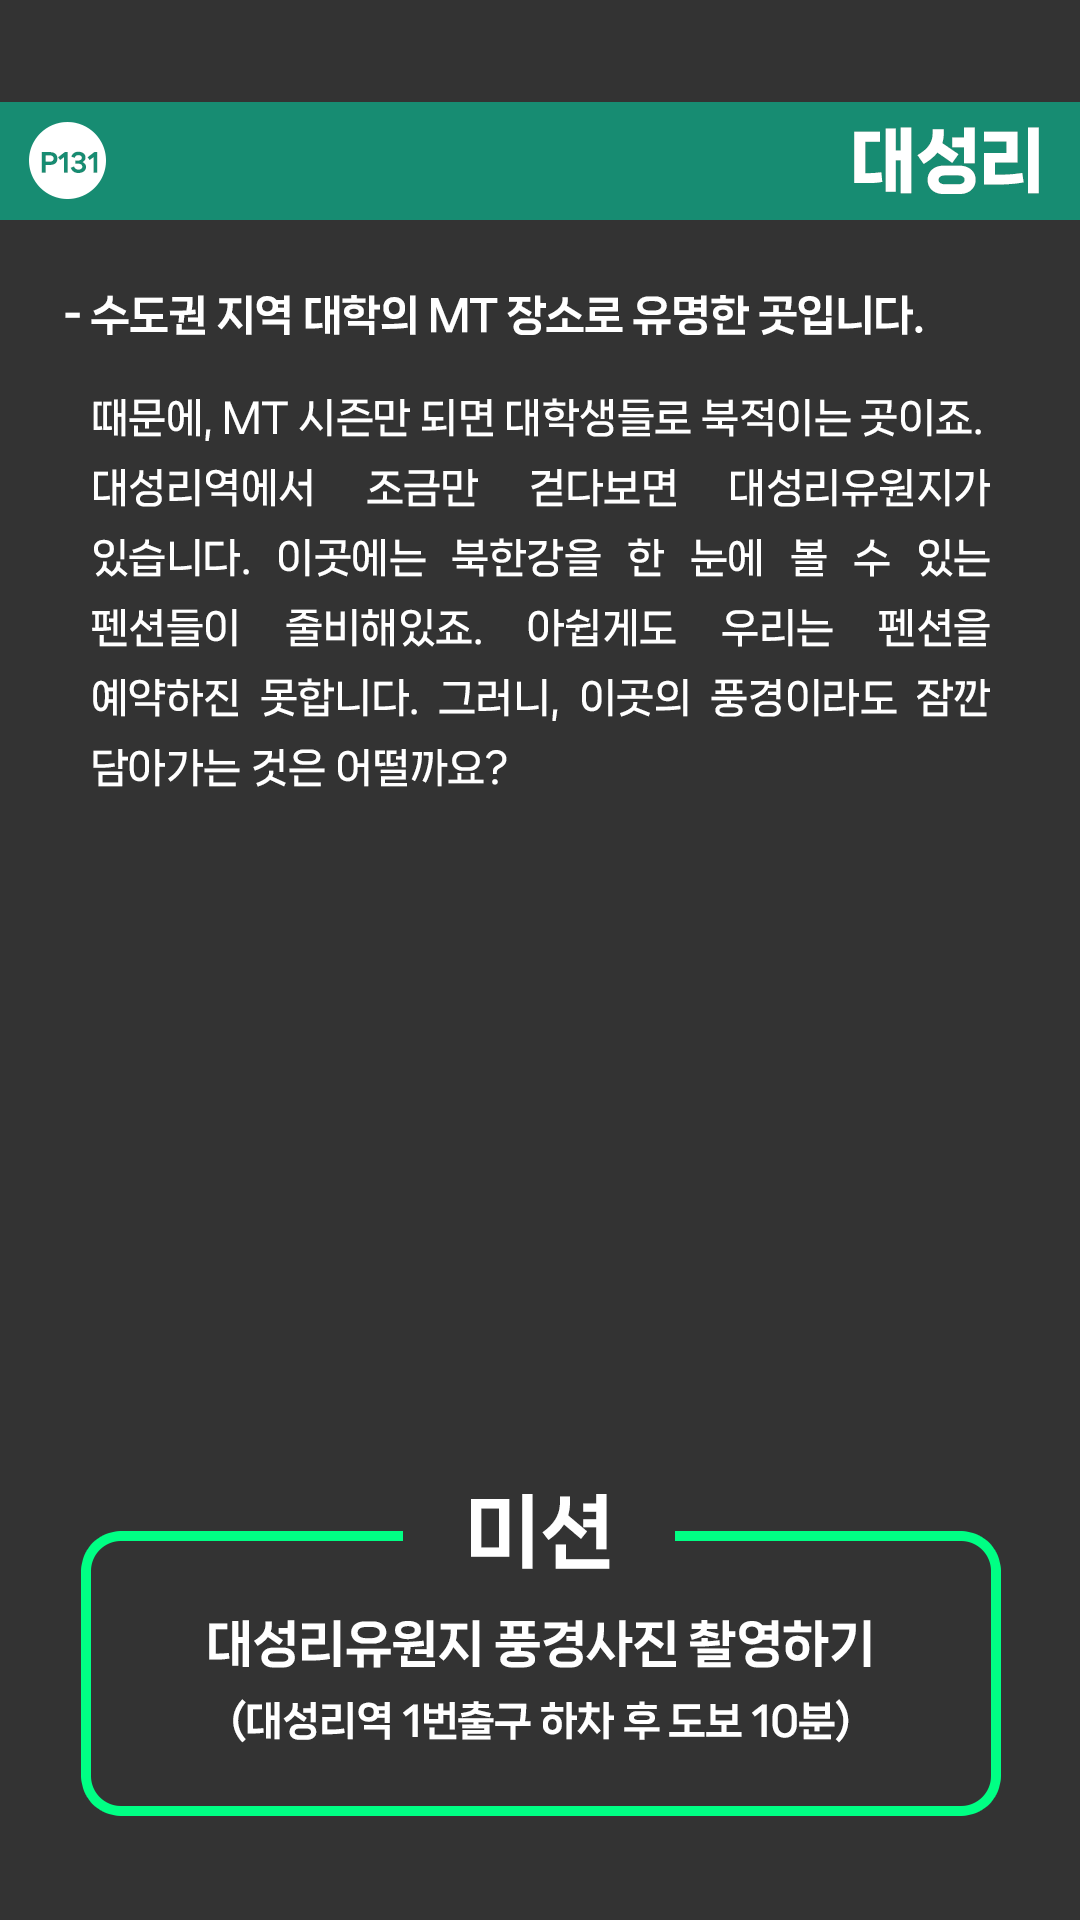 P131
대성리
- 수도권 지역 대학의 MT 장소로 유명한 곳입니다.
때문에, MT 시즌만 되면 대학생들로 북적이는 곳이죠.
대성리역에서 조금만 걷다보면 대성리유원지가
있습니다. 이곳에는 북한강을 한 눈에 볼 수 있는
펜션들이 줄비해있죠. 아쉽게도 우리는 펜션을
예약하진 못합니다. 그러니, 이곳의 풍경이라도 잠깐
담아가는 것은 어떨까요?
미션
대성리유원지 풍경사진 촬영하기
(대성리역 1번출구 하차 후 도보 10분)